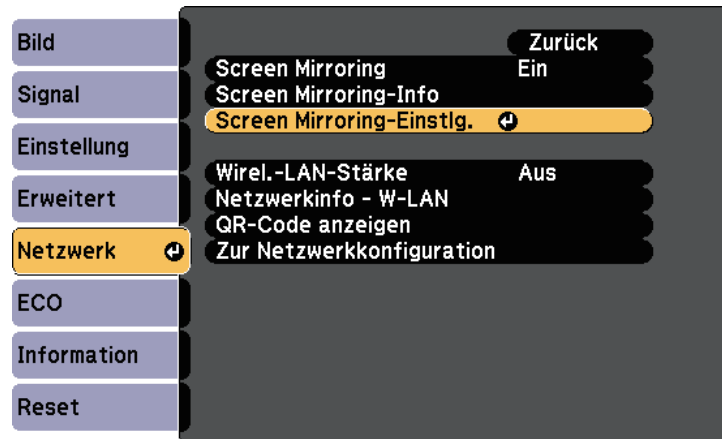 Bild
Signal
Einstellung
Erweitert
Netzwerk
ECO
Information
Reset
Zurück
Screen Mirroring Ein
Screen Mirroring-Info
Screen Mirroring-Einstlg.
Wirel.-LAN-Stärke Aus
Netzwerkinfo - W-LAN
QR-Code anzeigen
Zur Netzwerkkonfiguration